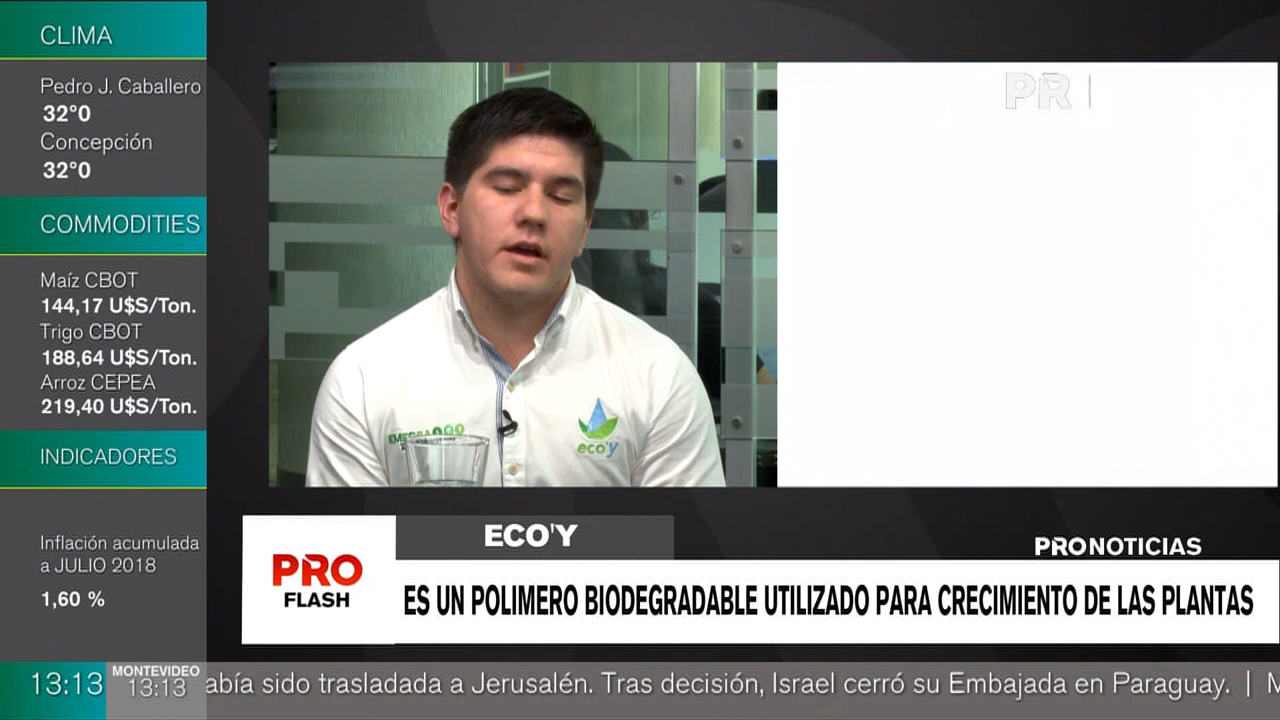 CLIMA
Pedro J. Caballero
32°0
Concepción
32°0
COMMODITIES
Maíz CBOT
144,17 U$S/Ton.
Trigo CBOT
188,64 U$S/Ton.
Arroz CEPEA
219,40 U$S/Ton.
INDICADORES
Inflación acumulada
a JULIO 2018
1,60 %
PR
eco'y
ECO'Y
PRONOTICIAS
PRO
FLASH
ES UN POLIMERO BIODEGRADABLE UTILIZADO PARA CRECIMIENTO DE LAS PLANTAS
13:13
MONTEVIDEO
13:13
abía sido trasladada a Jerusalén. Tras decisión, Israel cerró su Embajada en Paraguay. | M